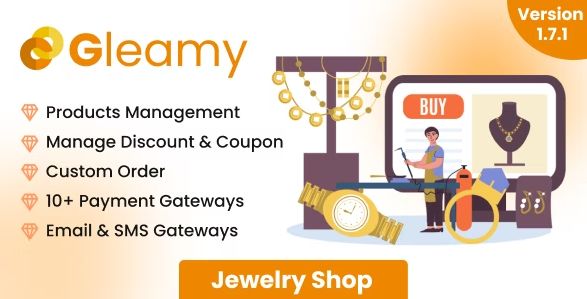 Version
1.7.1
Gleamy
Products Management
Manage Discount & Coupon
Custom Order
10+ Payment Gateways
Email & SMS Gateways
BUY
Jewelry Shop